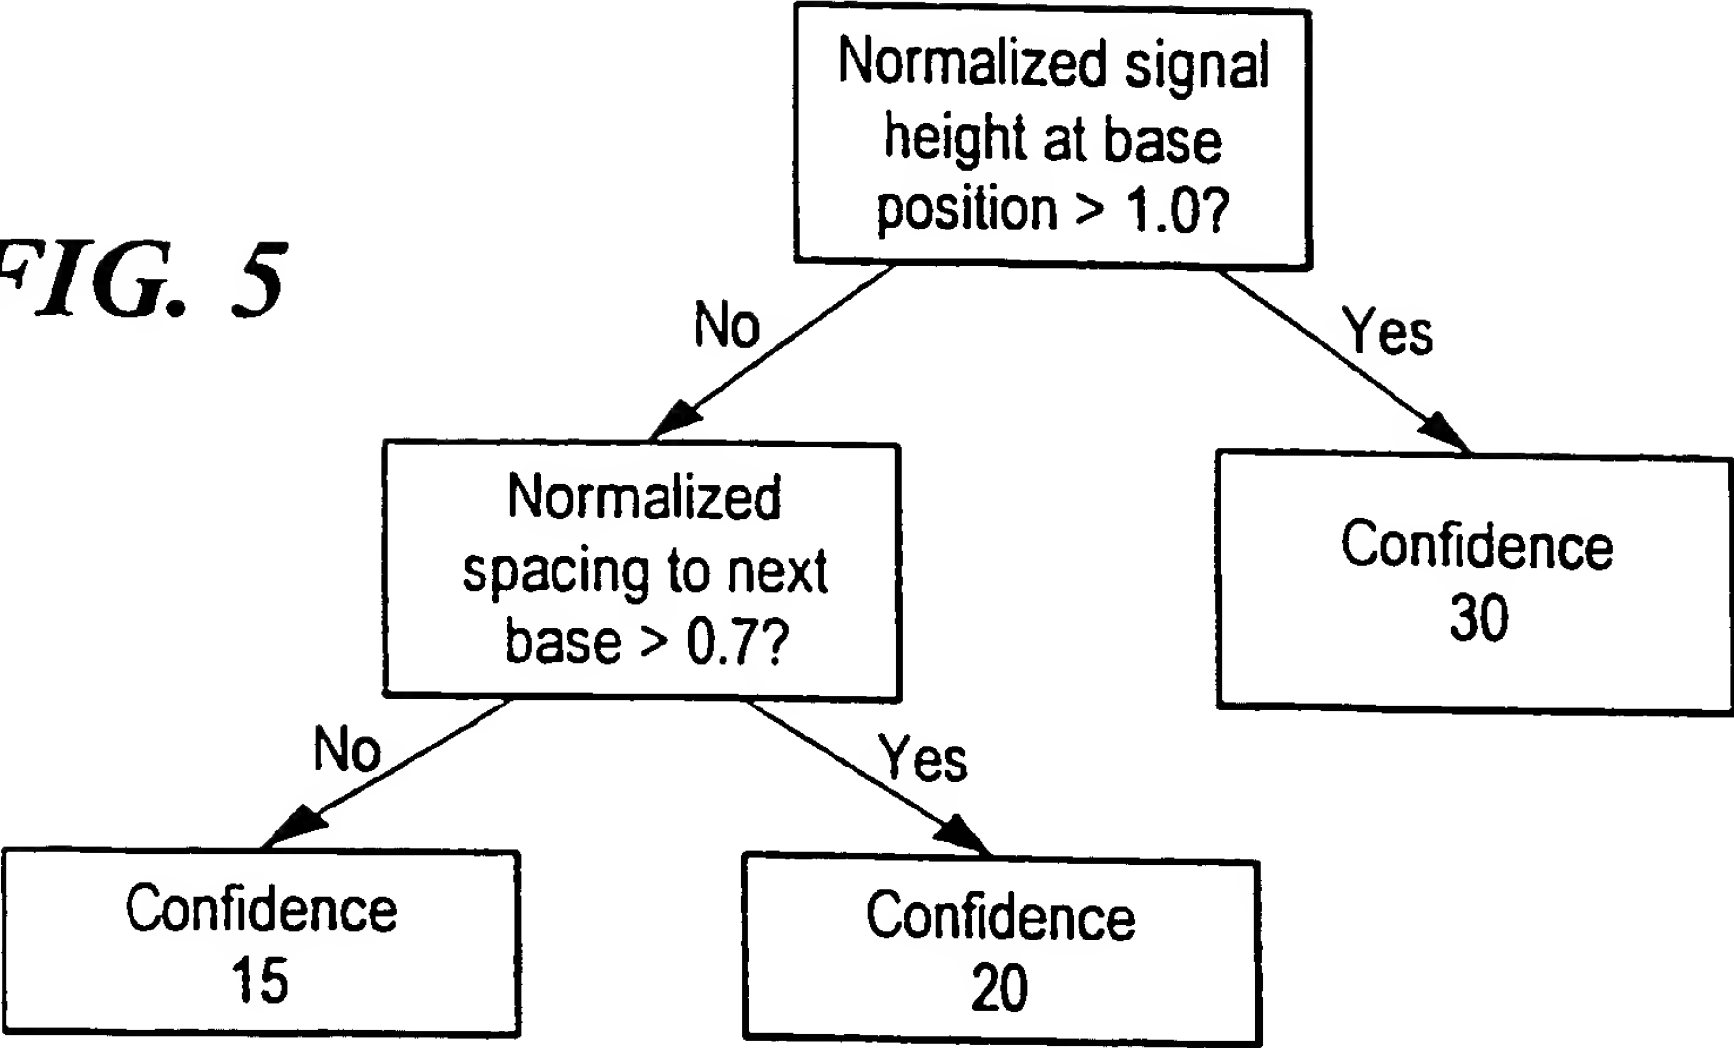 Normalized signal
height at base
position > 1.0?
FIG. 5
No
Yes
Normalized
spacing to next
base > 0.7?
Confidence
30
No
Yes
Confidence
15
Confidence
20